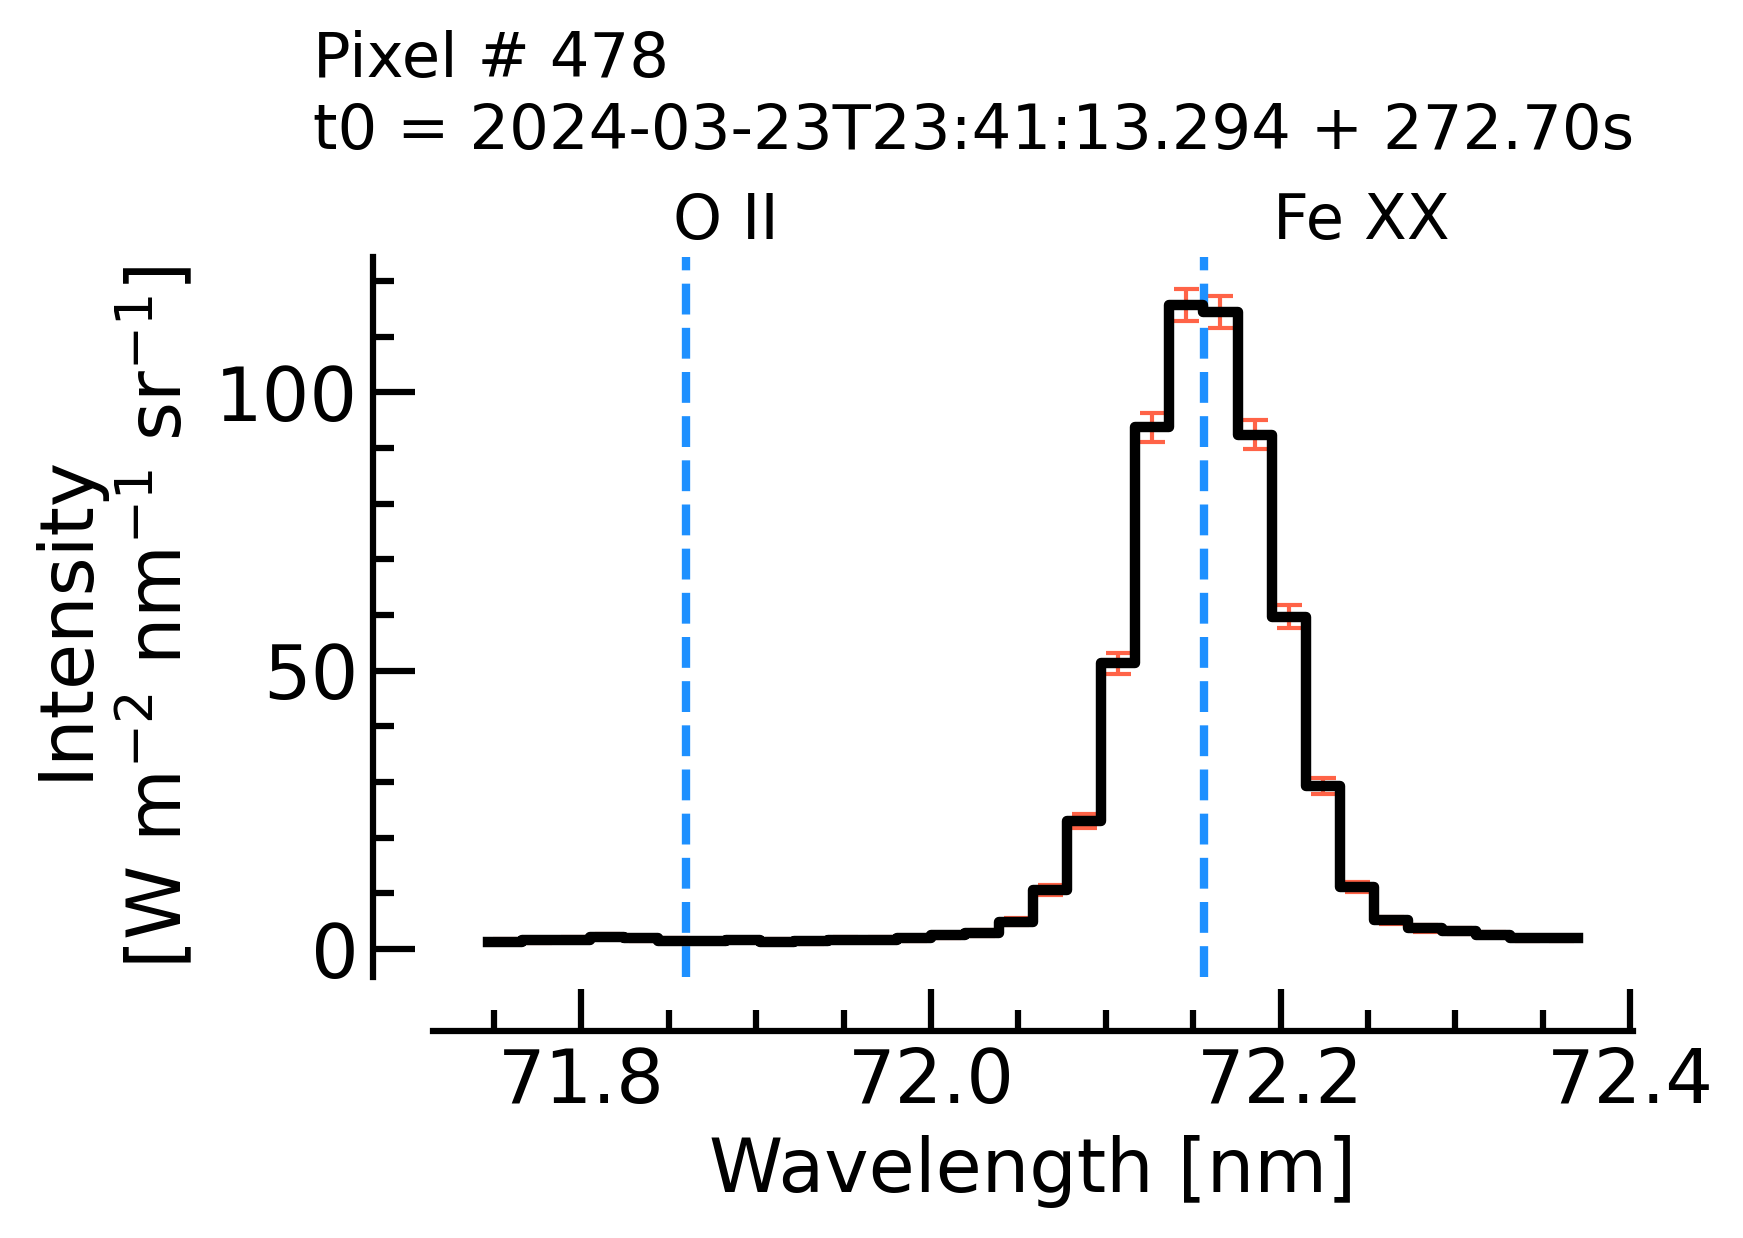 Pixel # 478
t0 = 2024-03-23T23:41:13.294 + 272.70s
O II
Fe XX
Intensity
[W m⁻² nm⁻¹ sr⁻¹]
100
50
0
71.8
72.0
72.2
72.4
Wavelength [nm]